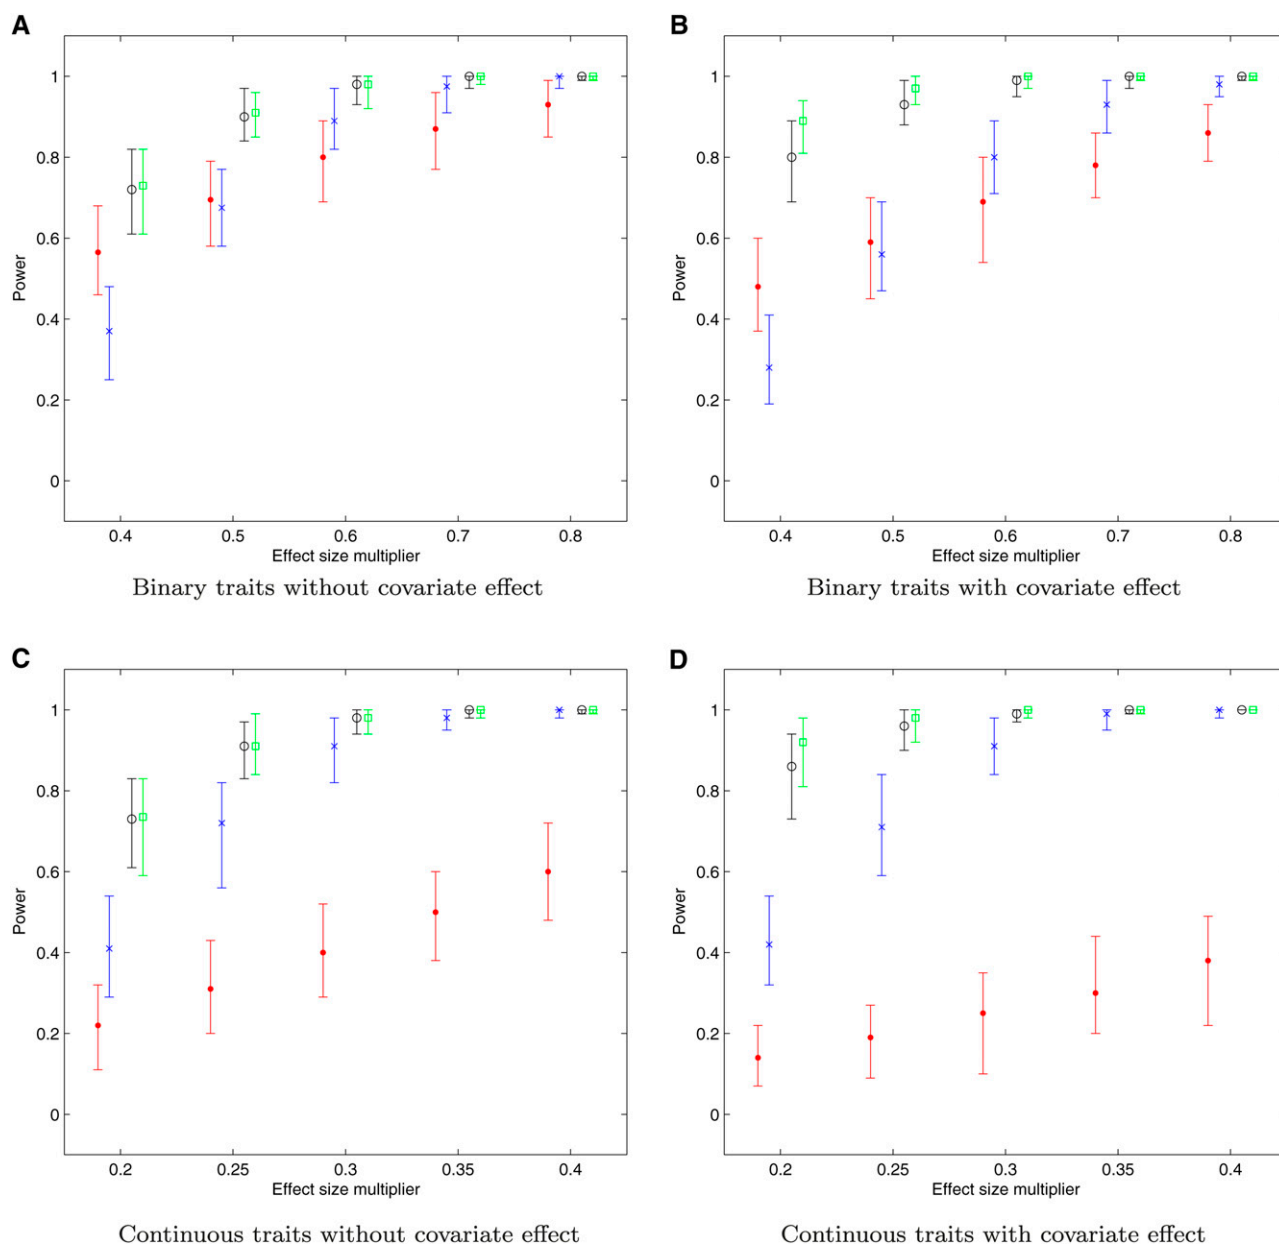 A
Power
1
0.8
0.6
0.4
0.2
0
0.4 0.5 0.6 0.7 0.8
Effect size multiplier
Binary traits without covariate effect
B
Power
1
0.8
0.6
0.4
0.2
0
0.4 0.5 0.6 0.7 0.8
Effect size multiplier
Binary traits with covariate effect
C
Power
1
0.8
0.6
0.4
0.2
0
0.2 0.25 0.3 0.35 0.4
Effect size multiplier
Continuous traits without covariate effect
D
Power
1
0.8
0.6
0.4
0.2
0
0.2 0.25 0.3 0.35 0.4
Effect size multiplier
Continuous traits with covariate effect